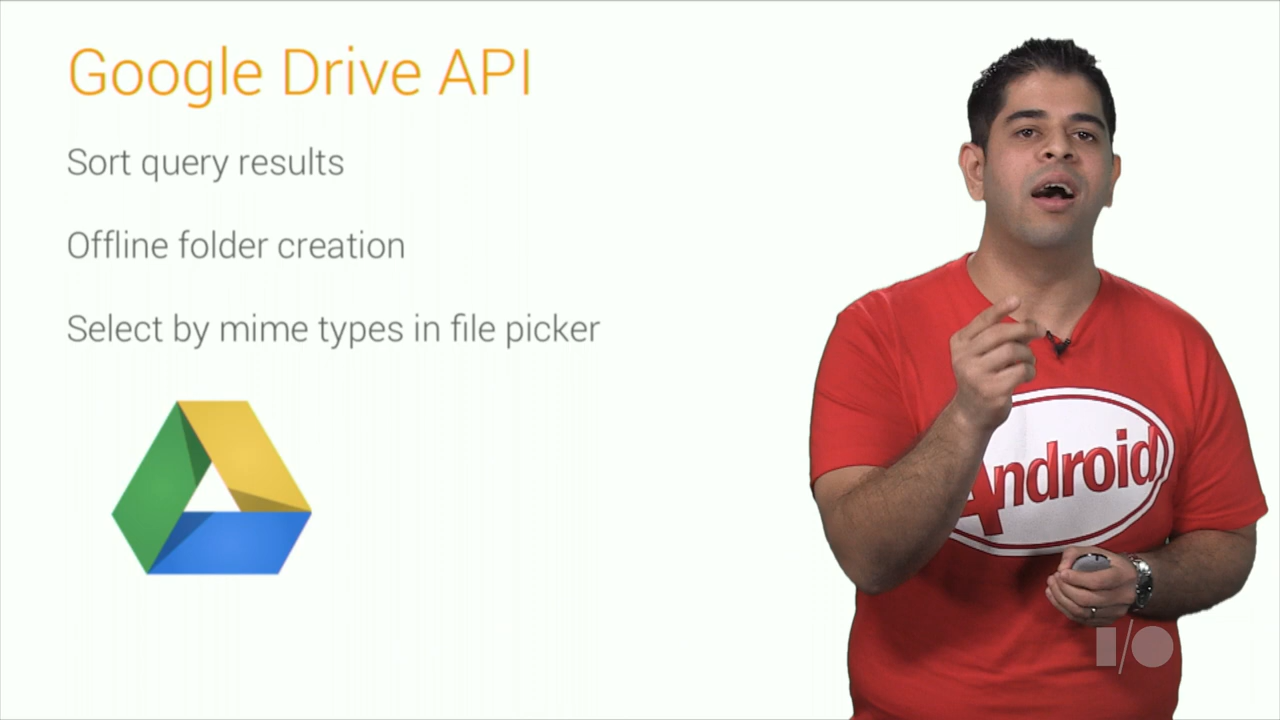 Google Drive API
Sort query results
Offline folder creation
Select by mime types in file picker
Android
I/O